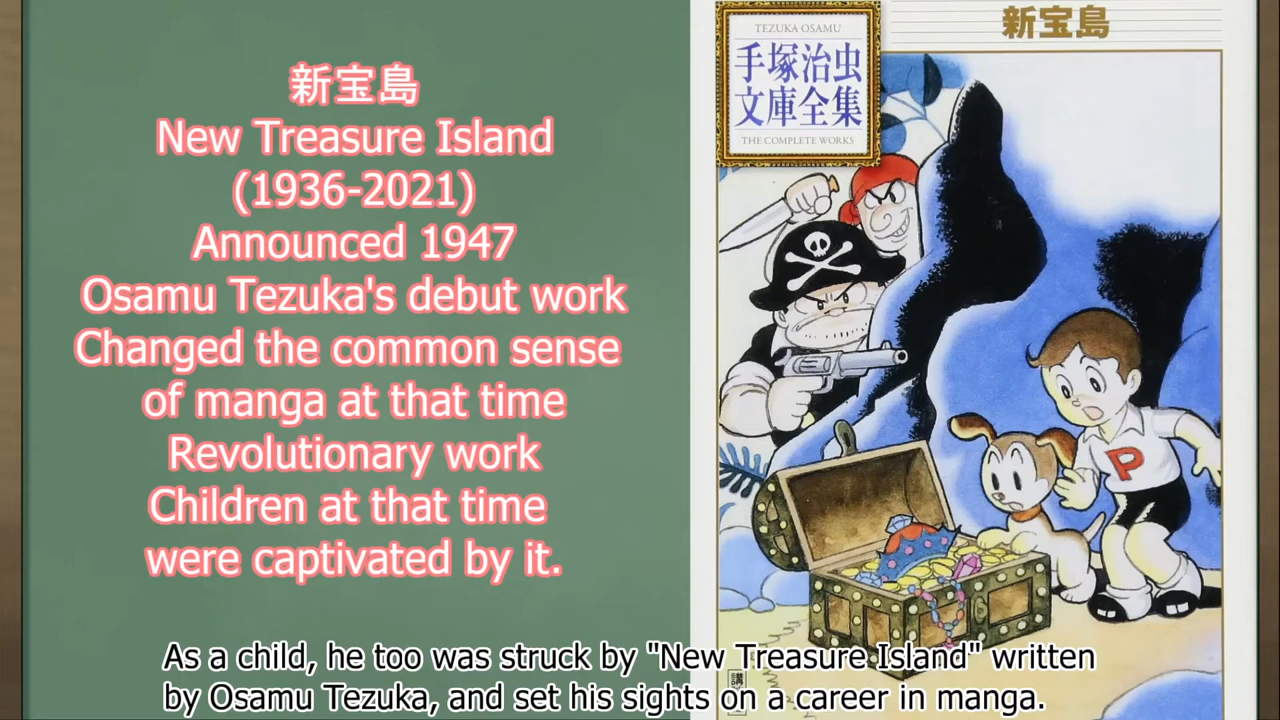 新宝島
New Treasure Island
(1936-2021)
Announced 1947
Osamu Tezuka's debut work
Changed the common sense
of manga at that time
Revolutionary work
Children at that time
were captivated by it.
TEZUKA OSAMU
手塚治虫
文庫全集
THE COMPLETE WORKS
新宝島
P
講
As a child, he too was struck by "New Treasure Island" written
by Osamu Tezuka, and set his sights on a career in manga.